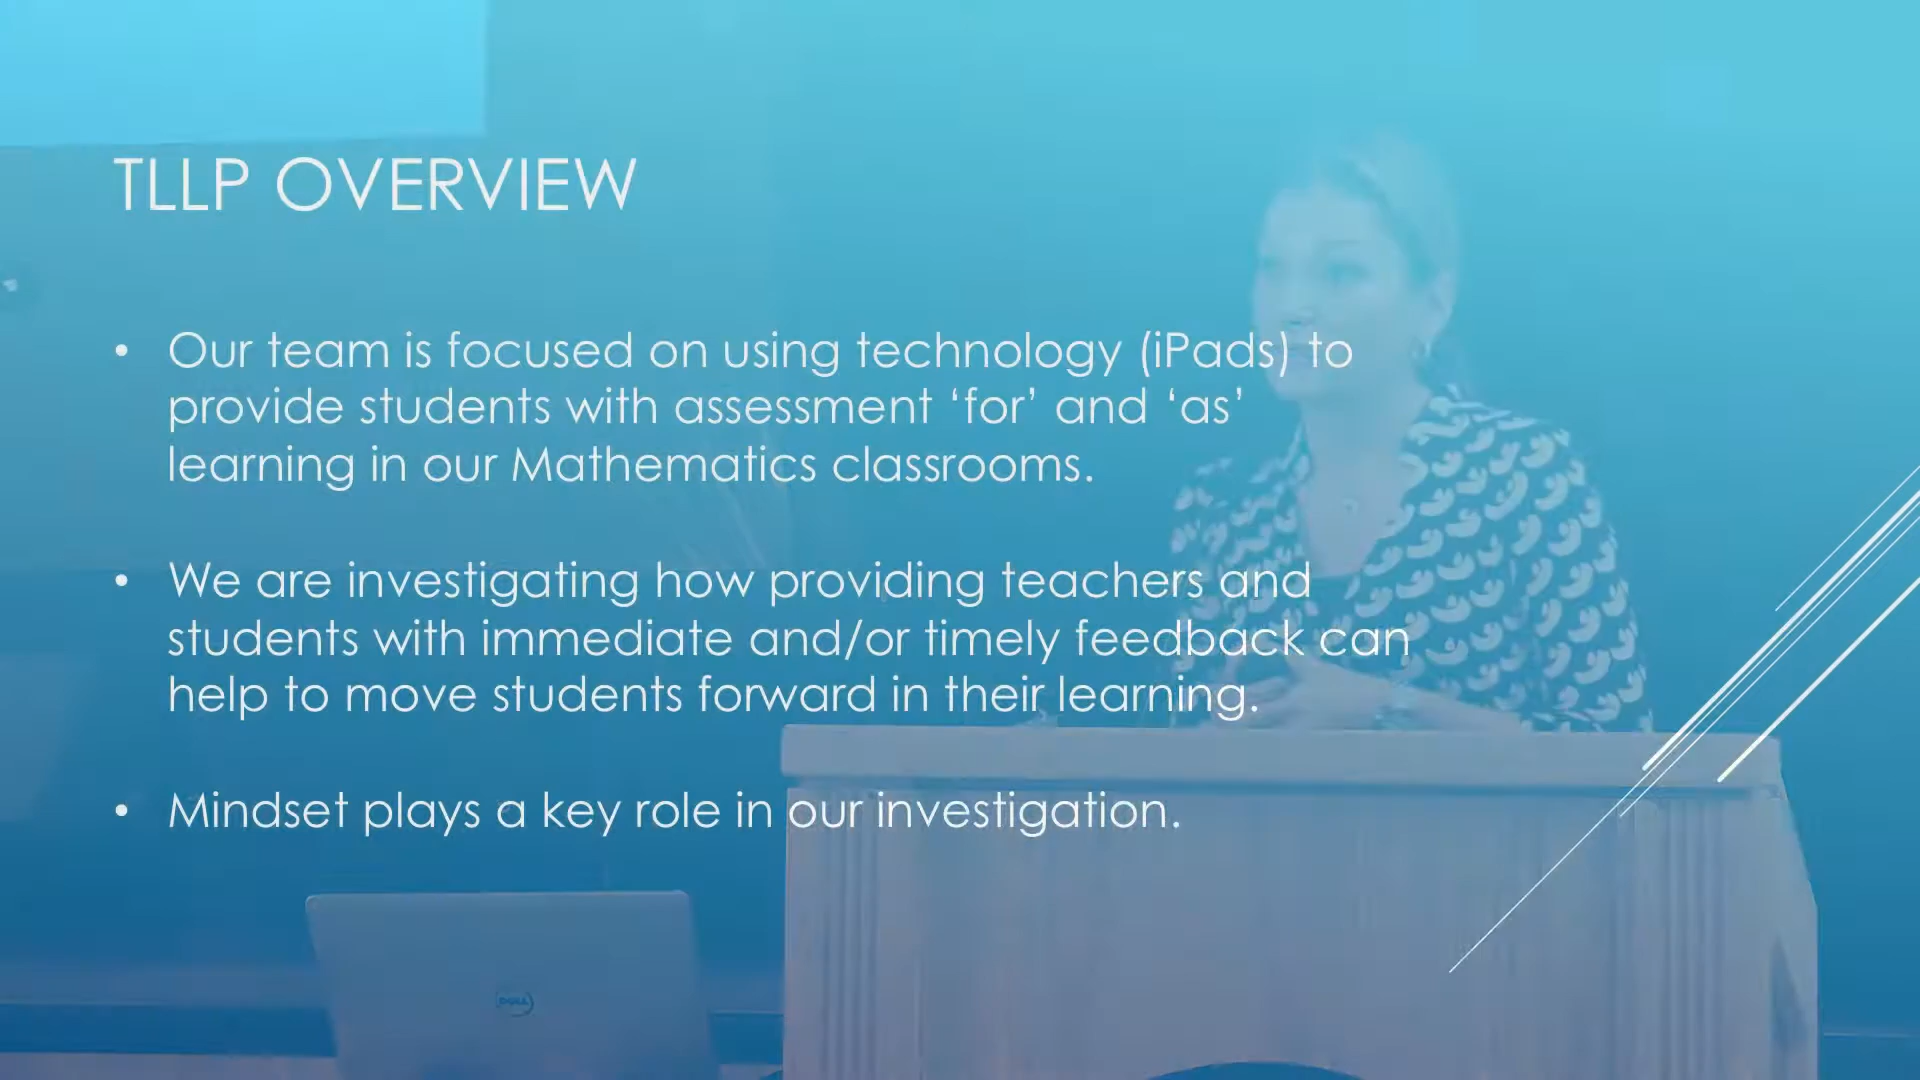 TLLP OVERVIEW
• Our team is focused on using technology (iPads) to
provide students with assessment ‘for’ and ‘as’
learning in our Mathematics classrooms.
• We are investigating how providing teachers and
students with immediate and/or timely feedback can
help to move students forward in their learning.
• Mindset plays a key role in our investigation.
DELL